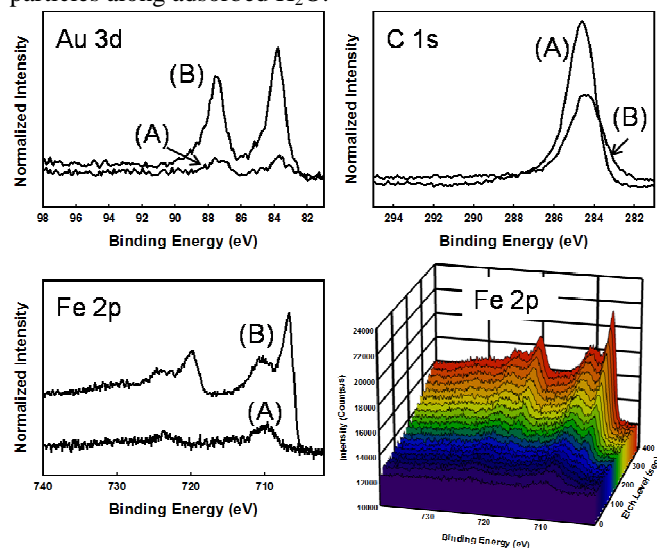 particles along adsorbed H₂O.
Au 3d
(B)
(A)
Normalized Intensity
98 96 94 92 90 88 86 84 82
Binding Energy (eV)
C 1s
(A)
(B)
Normalized Intensity
294 292 290 288 286 284 282
Binding Energy (eV)
Fe 2p
(B)
(A)
Normalized Intensity
740 730 720 710
Binding Energy (eV)
Fe 2p
Intensity (Counts/s)
24000
22000
20000
18000
16000
14000
12000
10000
730 720 710
Binding Energy (eV)
0 100 200 300 400
Etch Level (sec)